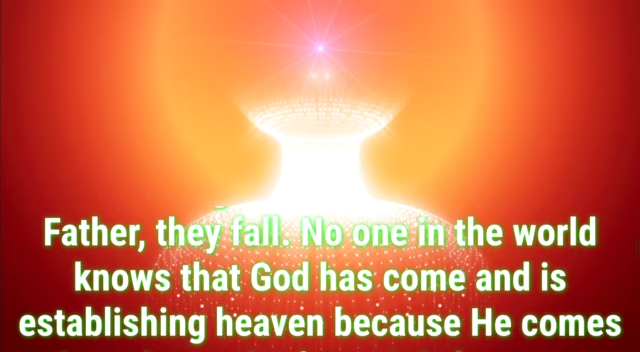 Father, they fall. No one in the world
knows that God has come and is
establishing heaven because He comes